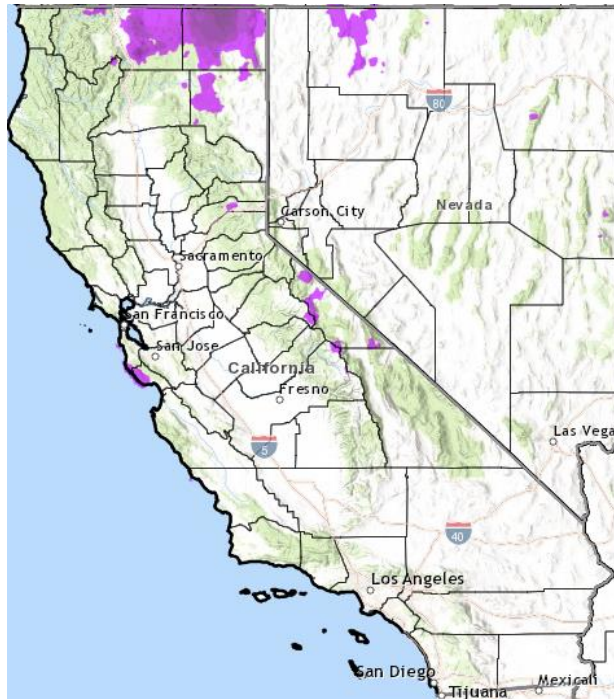 80
Carson City
Nevada
Sacramento
San Francisco
San Jose
California
Fresno
Las Vega
5
40
Los Angeles
San Diego
Mexicali
Tijuana